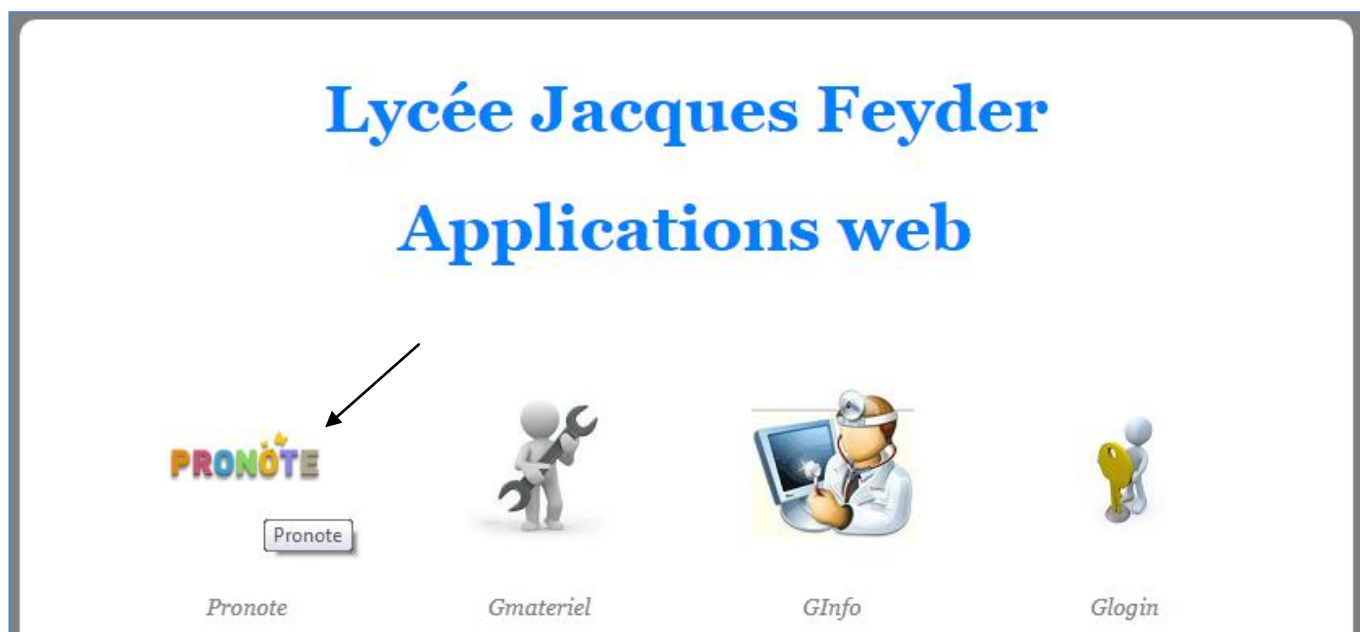 Lycée Jacques Feyder
Applications web
PRONOTE
Pronote
Pronote Gmateriel GInfo Glogin